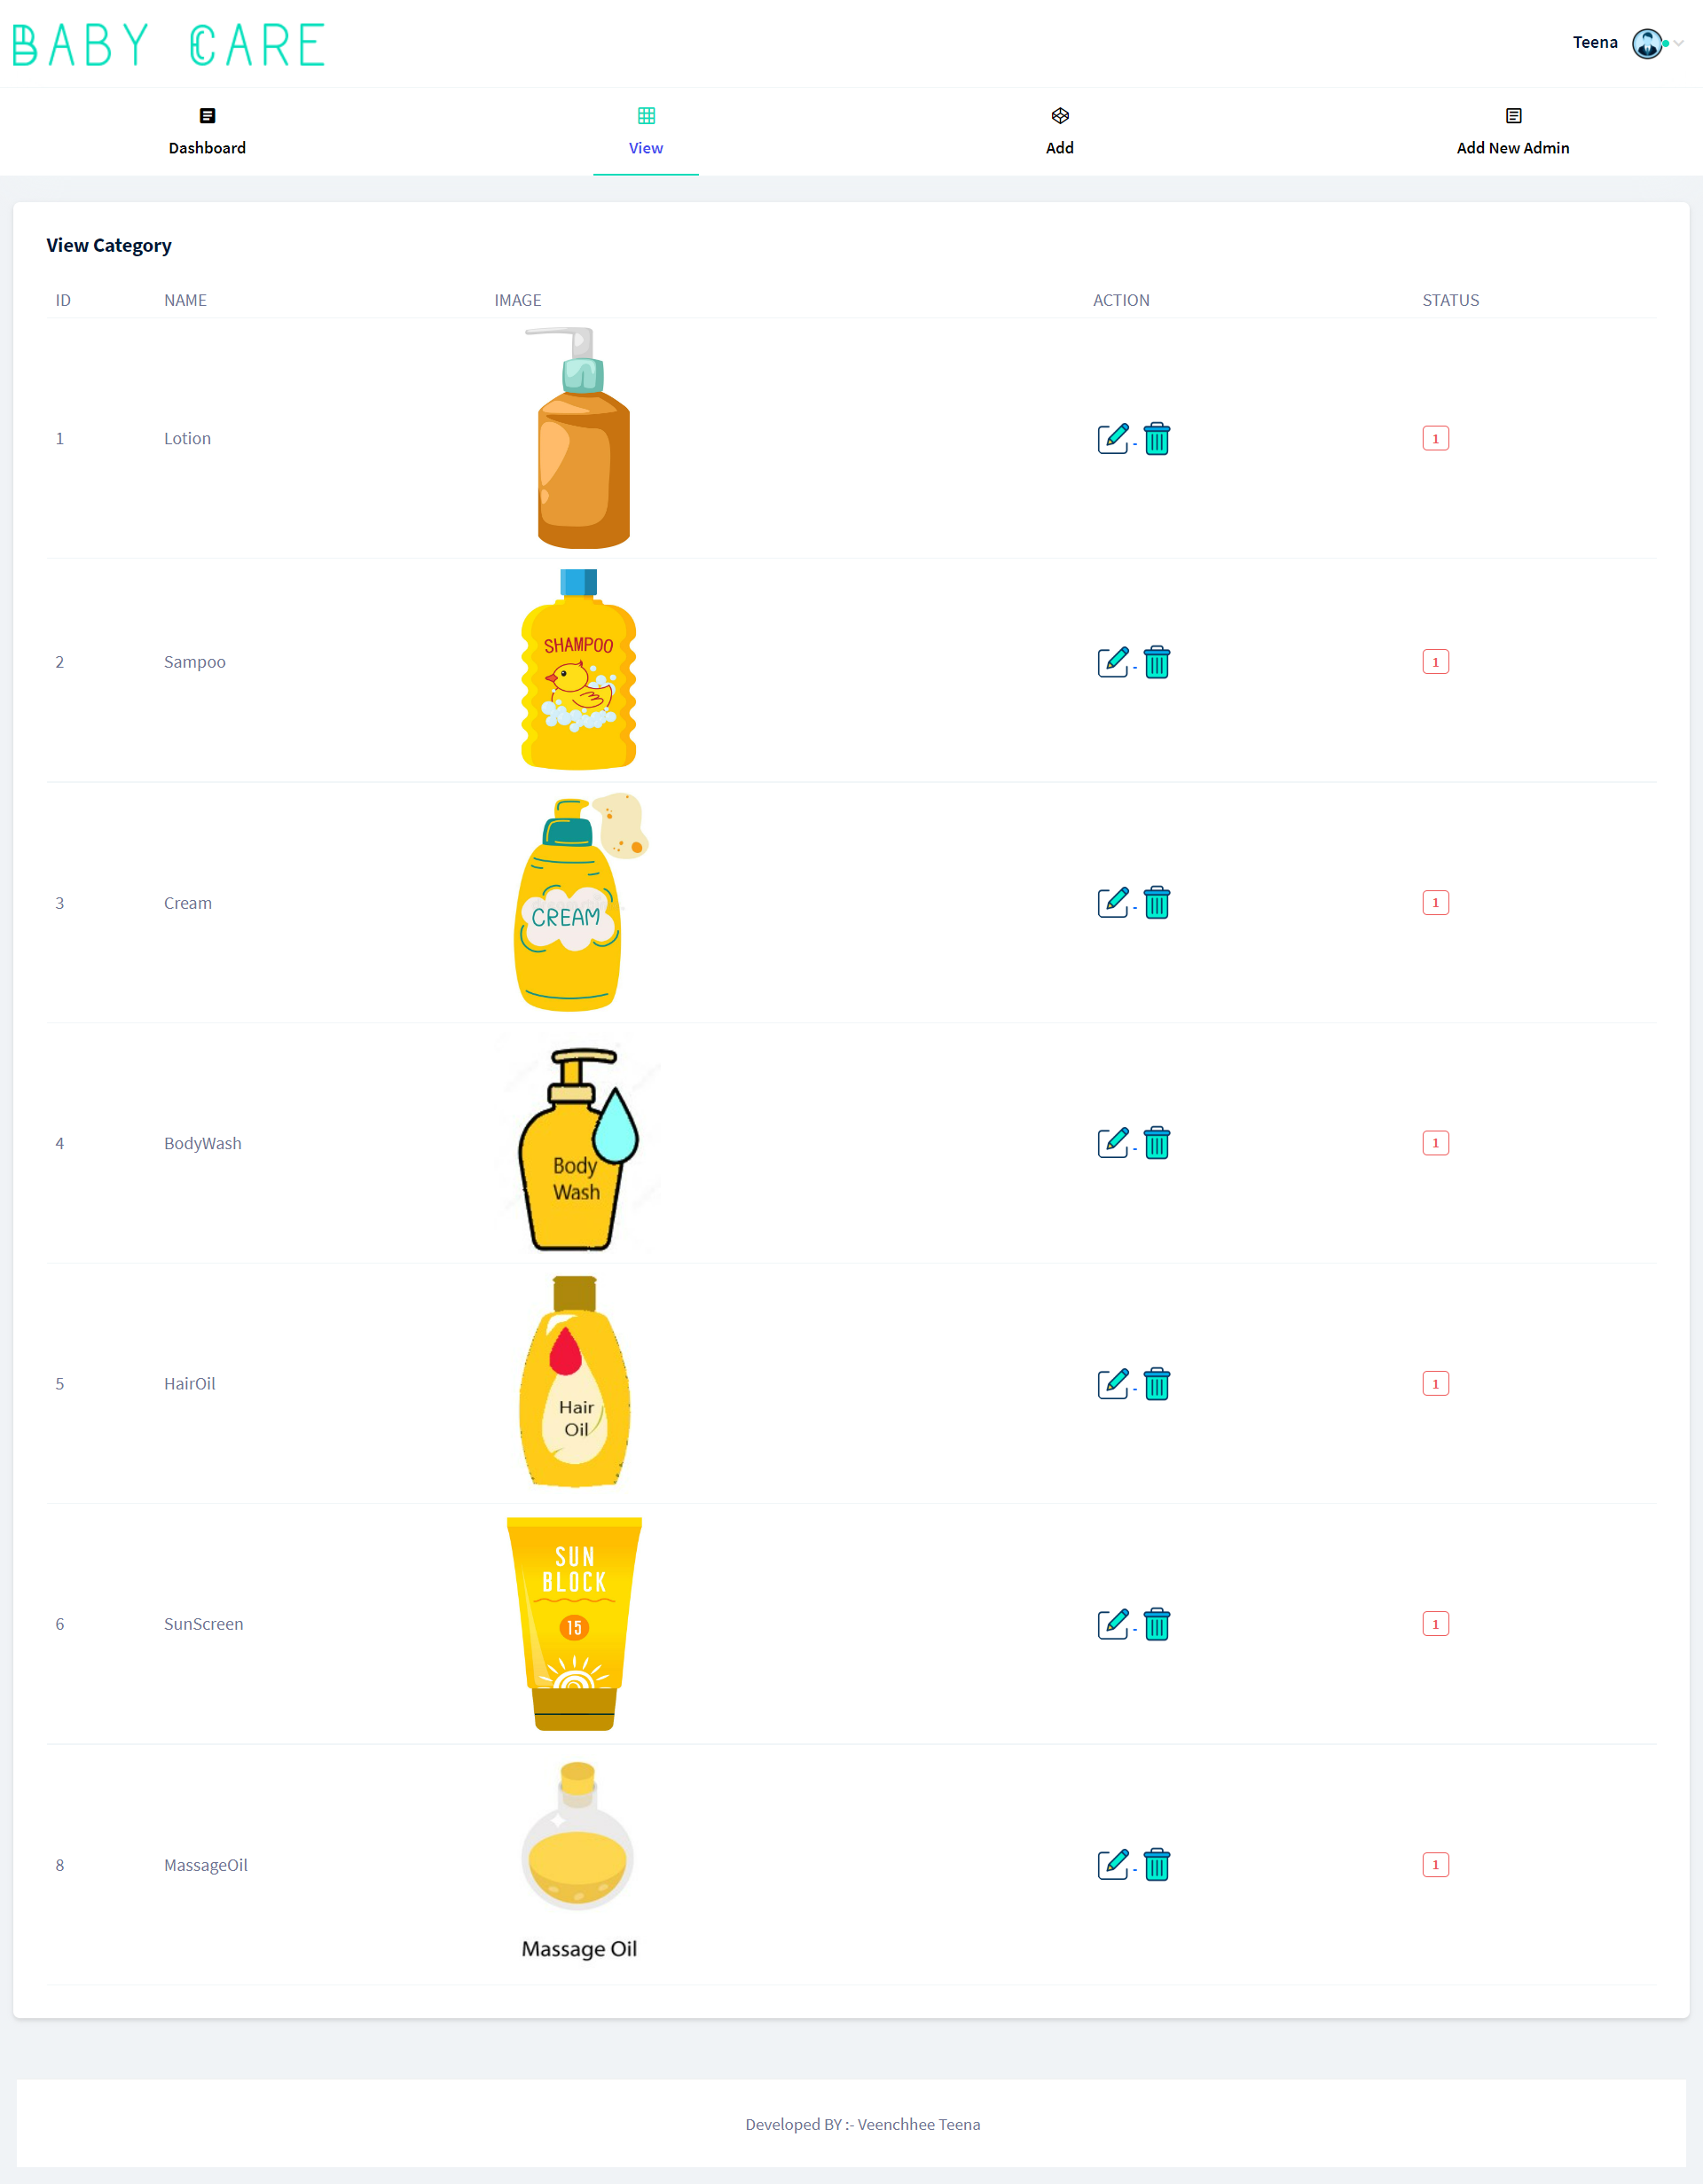 BABY CARE
Teena
Dashboard
View
Add
Add New Admin
View Category
ID NAME IMAGE ACTION STATUS
1 Lotion - 1
SHAMPOO
2 Sampoo - 1
3 Cream - 1
CREAM
4 BodyWash - 1
Body
Wash
5 HairOil - 1
Hair
Oil
SUN
BLOCK
15
6 SunScreen - 1
8 MassageOil - 1
Massage Oil
Developed BY :- Veenchhee Teena